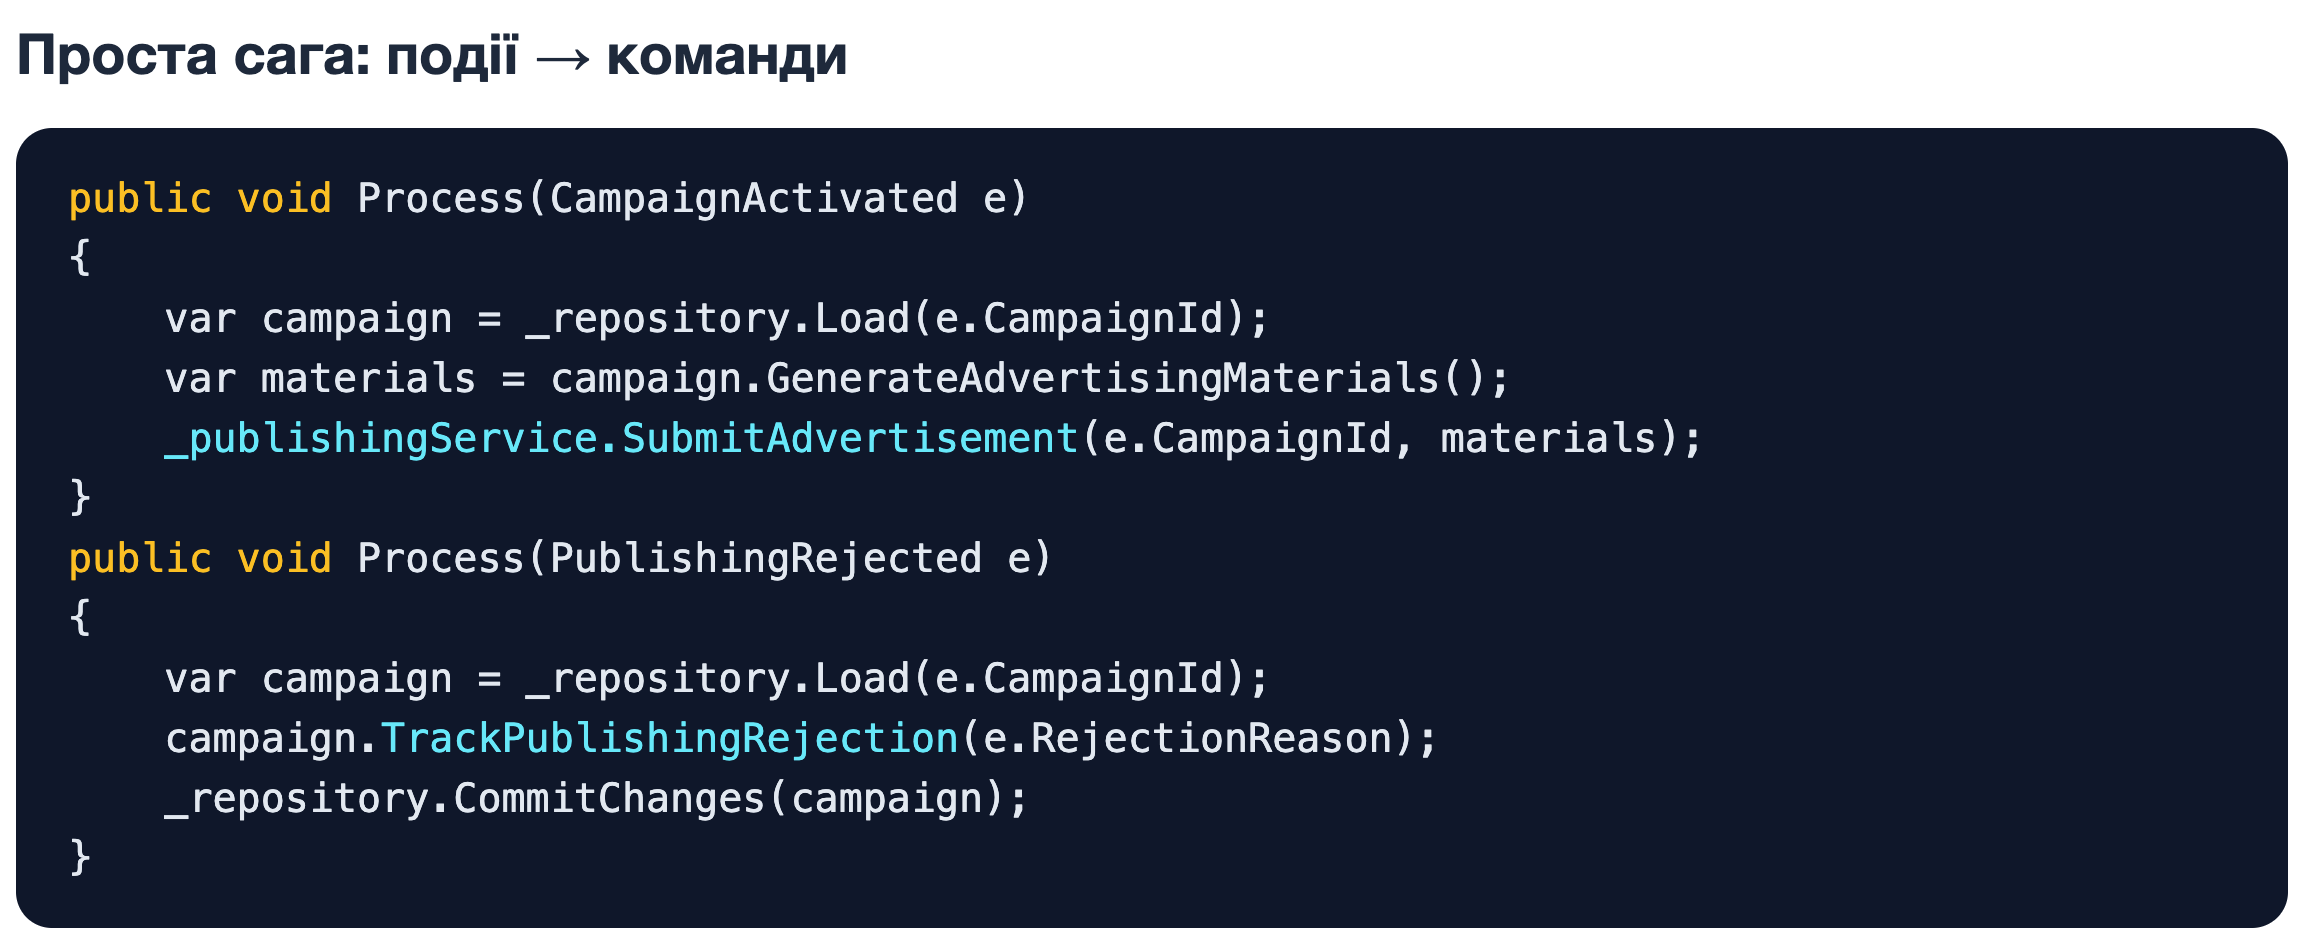 Проста сага: події → команди
public void Process(CampaignActivated e)
{
    var campaign = _repository.Load(e.CampaignId);
    var materials = campaign.GenerateAdvertisingMaterials();
    _publishingService.SubmitAdvertisement(e.CampaignId, materials);
}
public void Process(PublishingRejected e)
{
    var campaign = _repository.Load(e.CampaignId);
    campaign.TrackPublishingRejection(e.RejectionReason);
    _repository.CommitChanges(campaign);
}